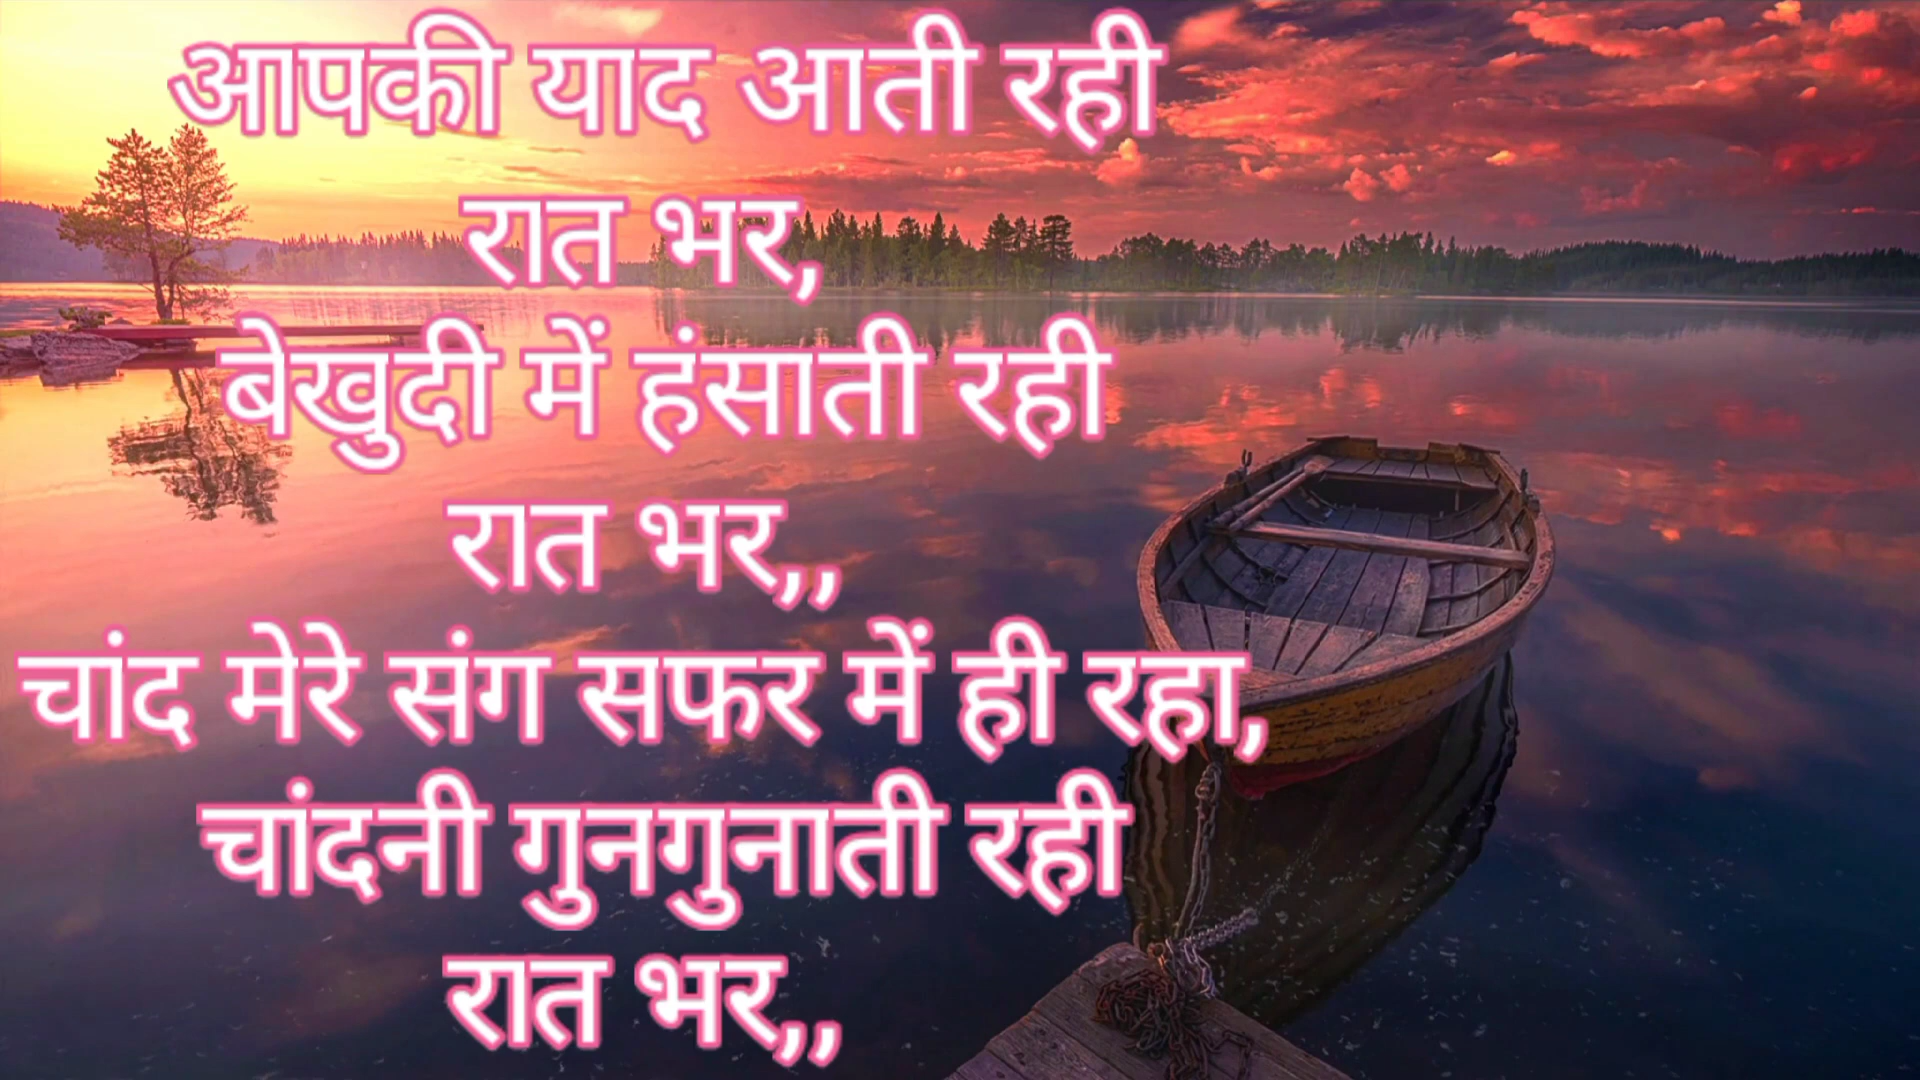 आपकी याद आती रही
रात भर,
बेखुदी में हंसाती रही
रात भर,,
चांद मेरे संग सफर में ही रहा,
चांदनी गुनगुनाती रही
रात भर,,